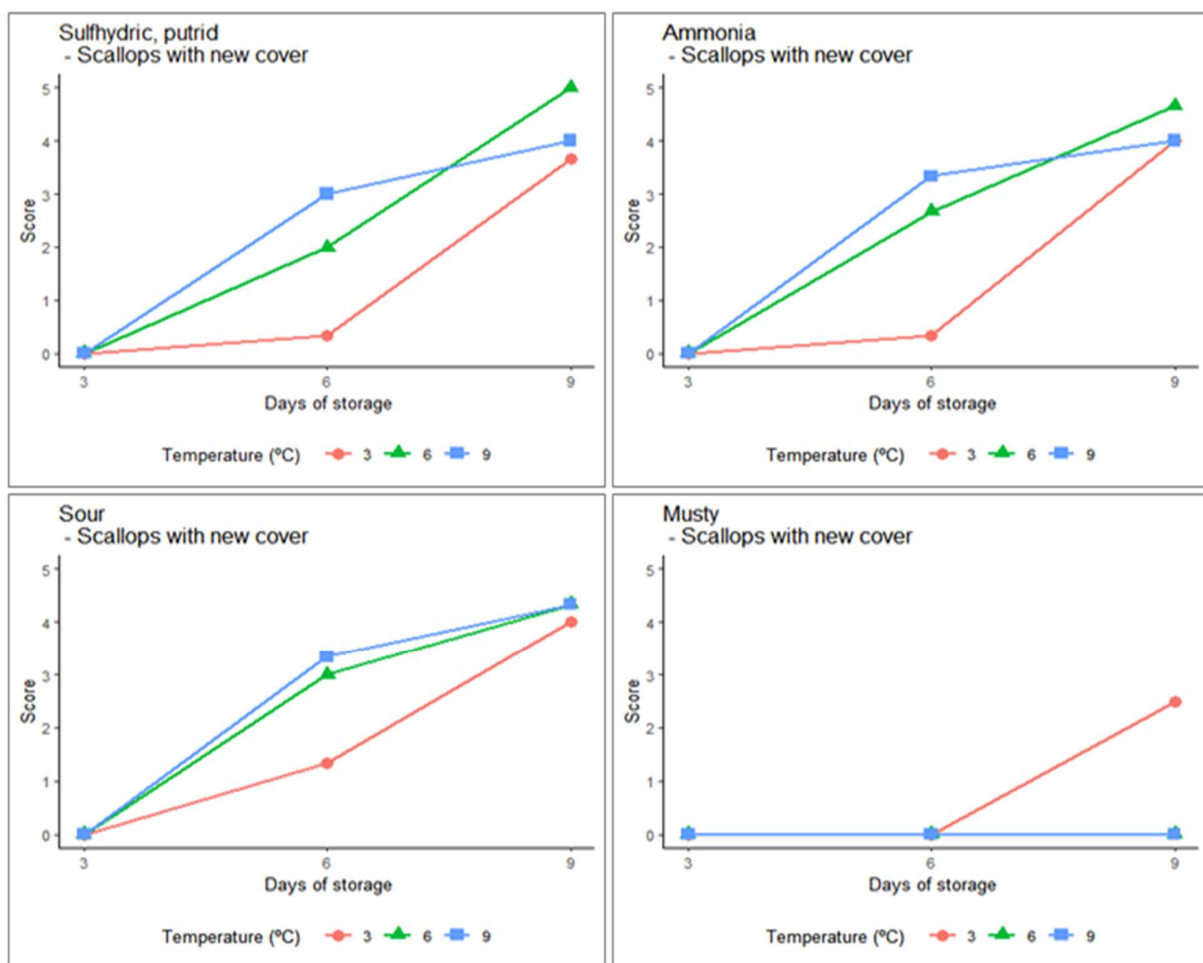 Sulfhydric, putrid
- Scallops with new cover
5
4
3
2
1
0
Score
3 6 9
Days of storage
Temperature (ºC) 3 6 9
Ammonia
- Scallops with new cover
5
4
3
2
1
0
Score
3 6 9
Days of storage
Temperature (ºC) 3 6 9
Sour
- Scallops with new cover
5
4
3
2
1
0
Score
3 6 9
Days of storage
Temperature (ºC) 3 6 9
Musty
- Scallops with new cover
5
4
3
2
1
0
Score
3 6 9
Days of storage
Temperature (ºC) 3 6 9